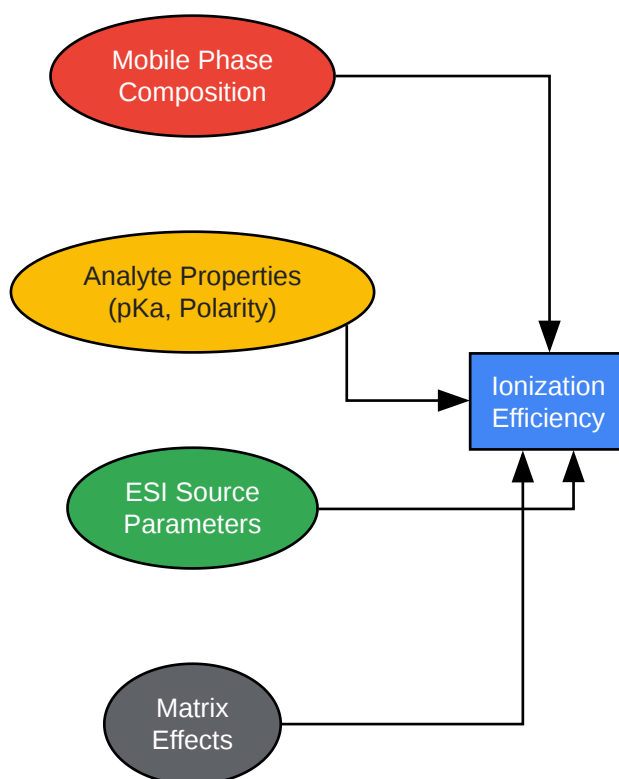 Mobile Phase
Composition
Analyte Properties
(pKa, Polarity)
Ionization
Efficiency
ESI Source
Parameters
Matrix
Effects